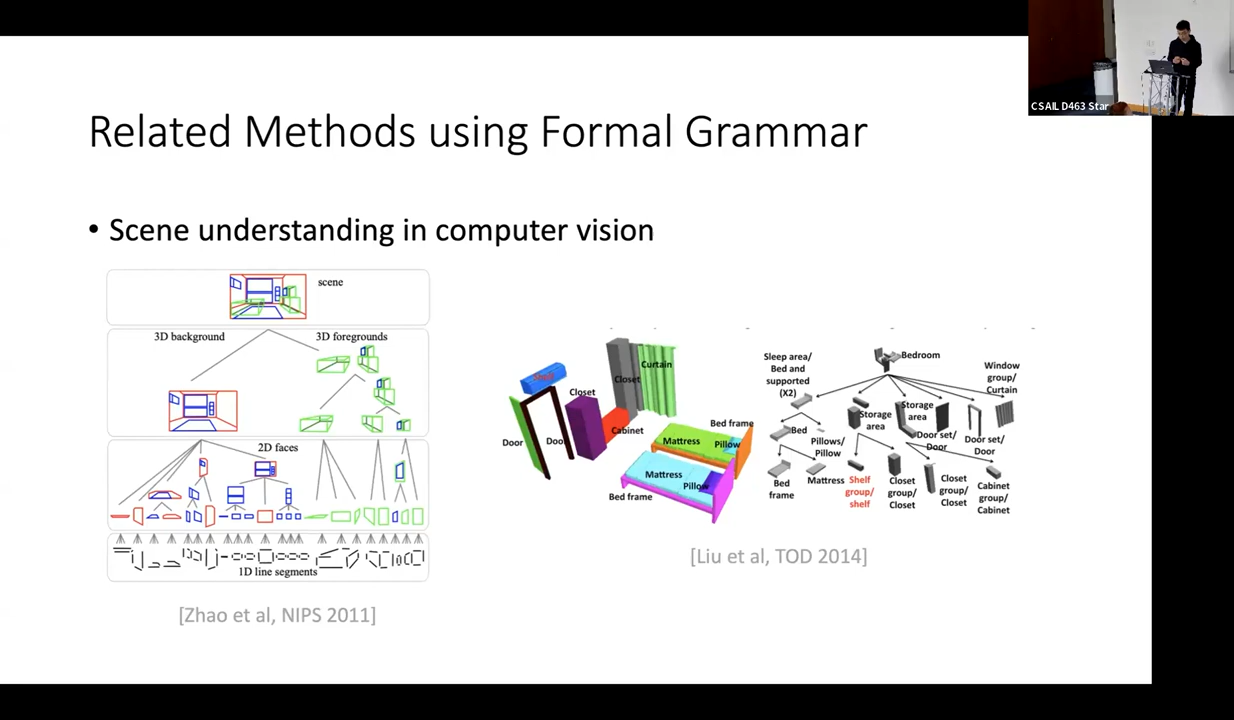 CSAIL D463 Star
Related Methods using Formal Grammar
• Scene understanding in computer vision
scene
3D background
3D foregrounds
2D faces
1D line segments
[Zhao et al, NIPS 2011]
Shelf
Door
Door
Closet
Closet
Curtain
Cabinet
Mattress
Bed frame
Pillow
Mattress
Pillow
Bed frame
Bedroom
Sleep area/
Bed and
supported
(X2)
Storage
area
Storage
area
Door set/
Door
Door set/
Door
Window
group/
Curtain
Bed
Pillows/
Pillow
Bed
frame
Mattress
Shelf
group/
shelf
Closet
group/
Closet
Closet
group/
Closet
Cabinet
group/
Cabinet
[Liu et al, TOD 2014]